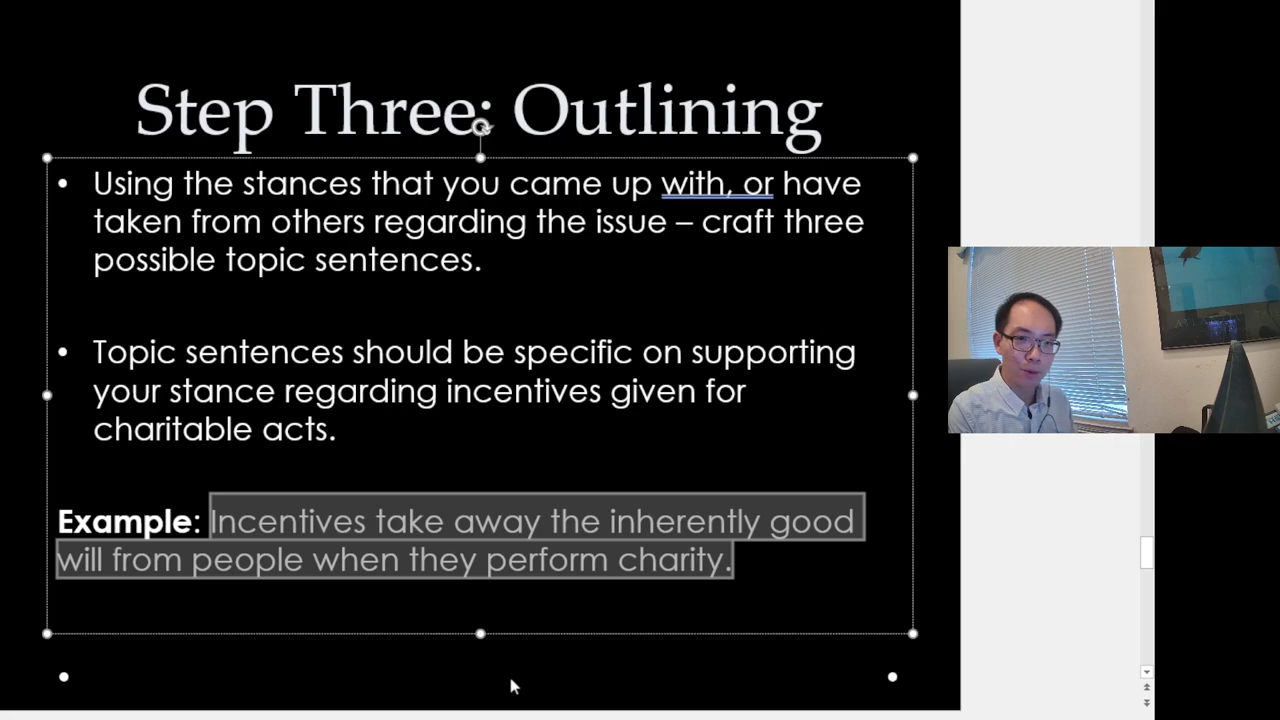 Step Three: Outlining
• Using the stances that you came up with, or have
taken from others regarding the issue – craft three
possible topic sentences.
• Topic sentences should be specific on supporting
your stance regarding incentives given for
charitable acts.
Example: Incentives take away the inherently good
will from people when they perform charity.